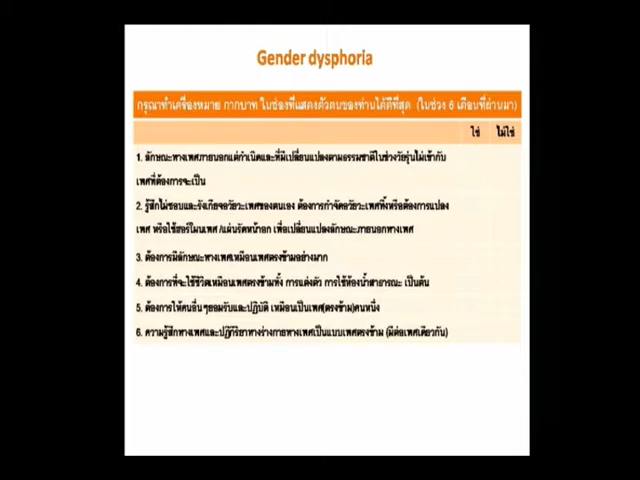 Gender dysphoria
กรุณาทำเครื่องหมาย กากบาท ในช่องที่แสดงตัวตนของท่านได้ดีที่สุด (ในช่วง 6 เดือนที่ผ่านมา)
ใช่ ไม่ใช่
1. ลักษณะทางเพศภายนอกแต่กำเนิดและที่มีเปลี่ยนแปลงตามธรรมชาติในช่วงวัยรุ่นไม่เข้ากับ
เพศที่ต้องการจะเป็น
2. รู้สึกไม่ชอบและรังเกียจอวัยวะเพศของตนเอง ต้องการกำจัดอวัยวะเพศทิ้งหรือต้องการแปลง
เพศ หรือใช้ฮอร์โมนเพศ /แผ่นรัดหน้าอก เพื่อเปลี่ยนแปลงลักษณะภายนอกทางเพศ
3. ต้องการมีลักษณะทางเพศเหมือนเพศตรงข้ามอย่างมาก
4. ต้องการที่จะใช้ชีวิตเหมือนเพศตรงข้ามทั้ง การแต่งตัว การใช้ห้องน้ำสาธารณะ เป็นต้น
5. ต้องการให้คนอื่นๆยอมรับและปฏิบัติ เหมือนเป็นเพศ(ตรงข้าม)คนหนึ่ง
6. ความรู้สึกทางเพศและปฏิกิริยาทางร่างกายทางเพศเป็นแบบเพศตรงข้าม (มีต่อเพศเดียวกัน)